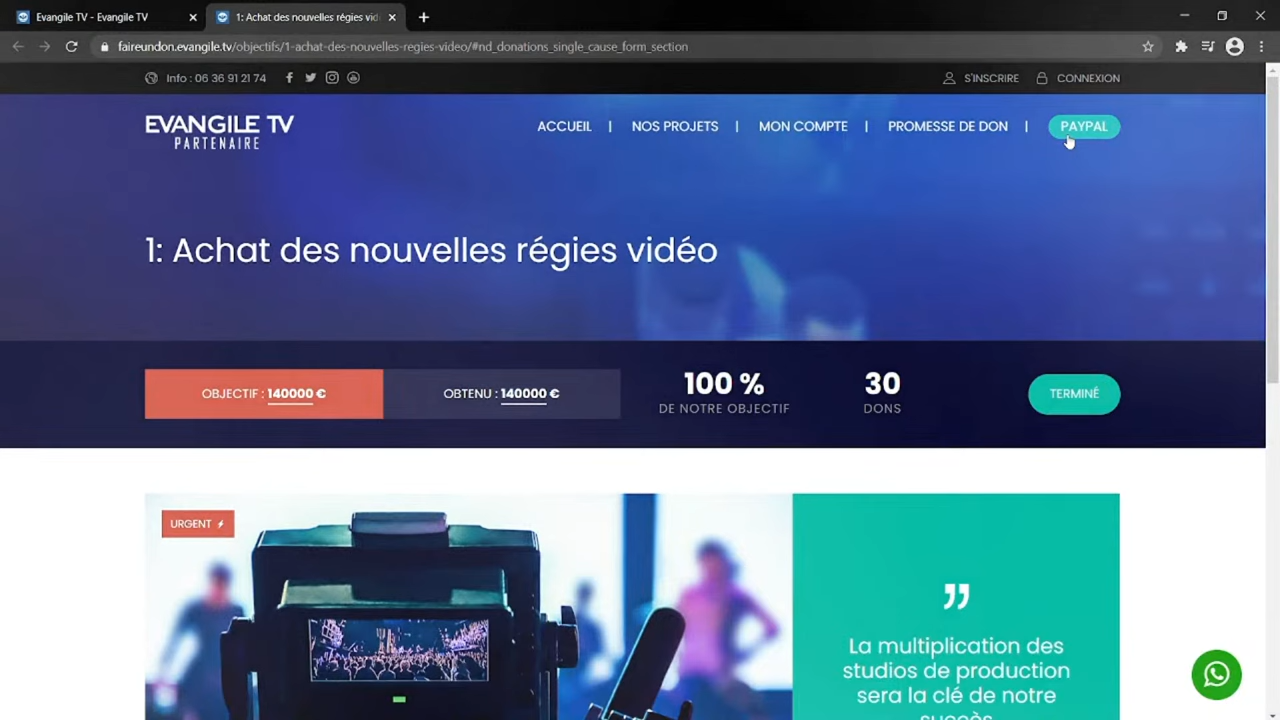 Evangile TV - Evangile TV
1: Achat des nouvelles régies vid
faireundon.evangile.tv/objectifs/1-achat-des-nouvelles-regies-video/#nd_donations_single_cause_form_section
Info : 06 36 91 21 74
S'INSCRIRE
CONNEXION
EVANGILE TV
PARTENAIRE
ACCUEIL | NOS PROJETS | MON COMPTE | PROMESSE DE DON | PAYPAL
1: Achat des nouvelles régies vidéo
OBJECTIF : 140000 €
OBTENU : 140000 €
100 %
DE NOTRE OBJECTIF
30
DONS
TERMINÉ
URGENT
La multiplication des
studios de production
sera la clé de notre
succès